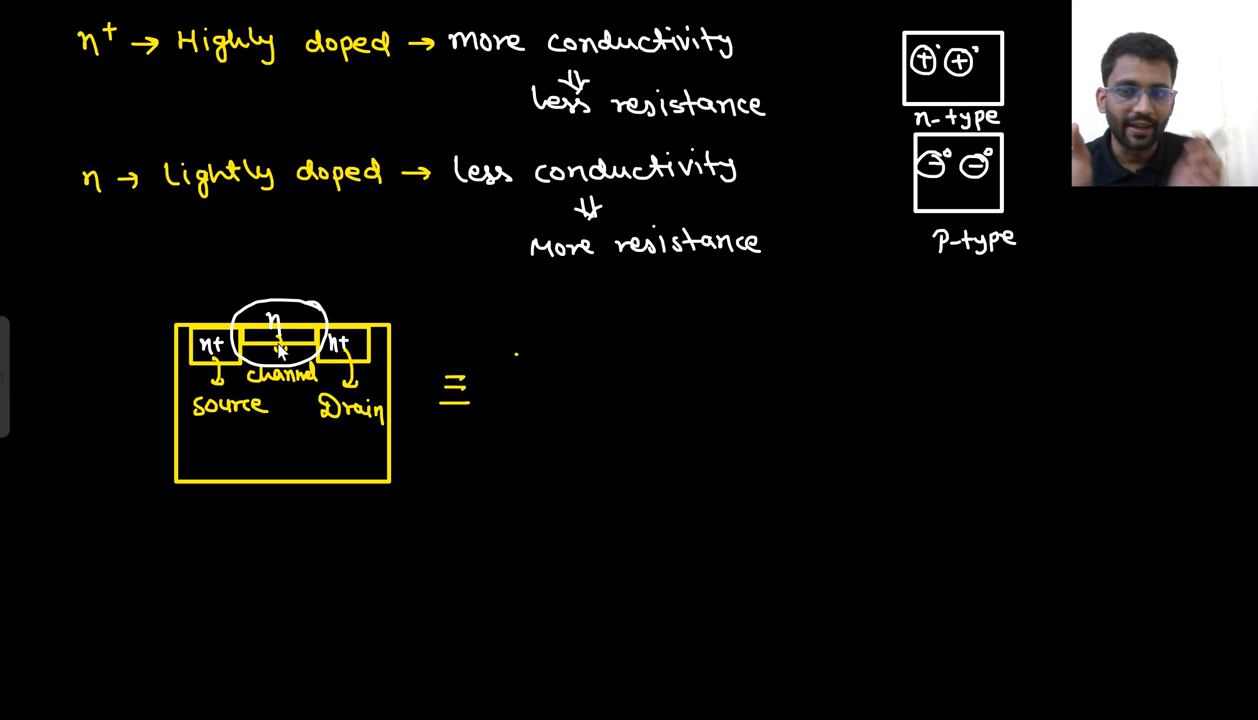 n+ → Highly doped → More conductivity
⇓
less resistance
n → Lightly doped → less conductivity
⇓
More resistance
+ +
n-type
- -
p-type
n
n+ n+
channel
Source Drain
≡